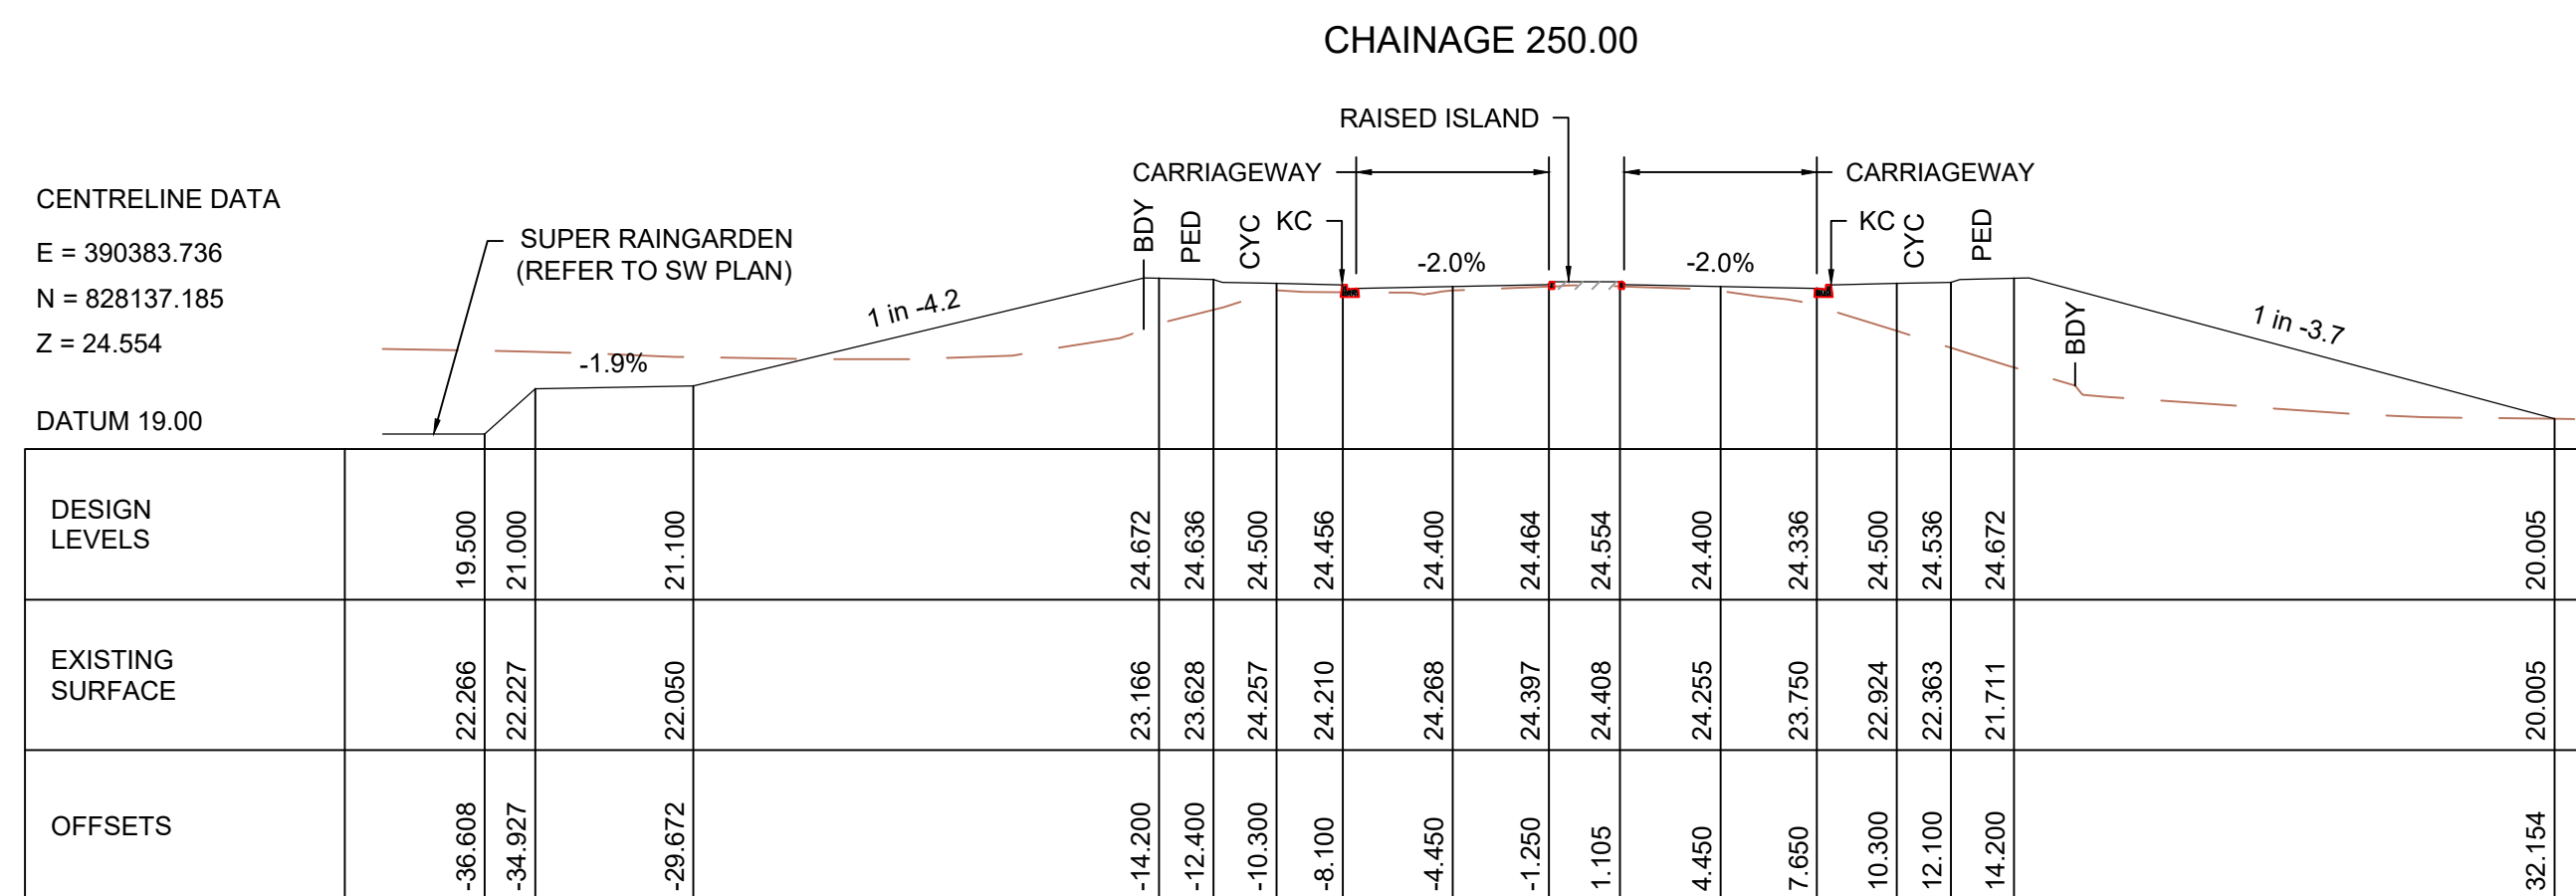 CHAINAGE 250.00
RAISED ISLAND
CARRIAGEWAY
CARRIAGEWAY
CENTRELINE DATA
E = 390383.736
N = 828137.185
Z = 24.554
DATUM 19.00
SUPER RAINGARDEN
(REFER TO SW PLAN)
-1.9%
1 in -4.2
BDY
PED
CYC
KC
-2.0%
-2.0%
KC
CYC
PED
BDY
1 in -3.7
DESIGN
LEVELS
19.500
21.000
21.100
24.672
24.636
24.500
24.456
24.400
24.464
24.554
24.400
24.336
24.500
24.536
24.672
20.005
EXISTING
SURFACE
22.266
22.227
22.050
23.166
23.628
24.257
24.210
24.268
24.397
24.408
24.255
23.750
22.924
22.363
21.711
20.005
OFFSETS
-36.608
-34.927
-29.672
-14.200
-12.400
-10.300
-8.100
-4.450
-1.250
1.105
4.450
7.650
10.300
12.100
14.200
32.154